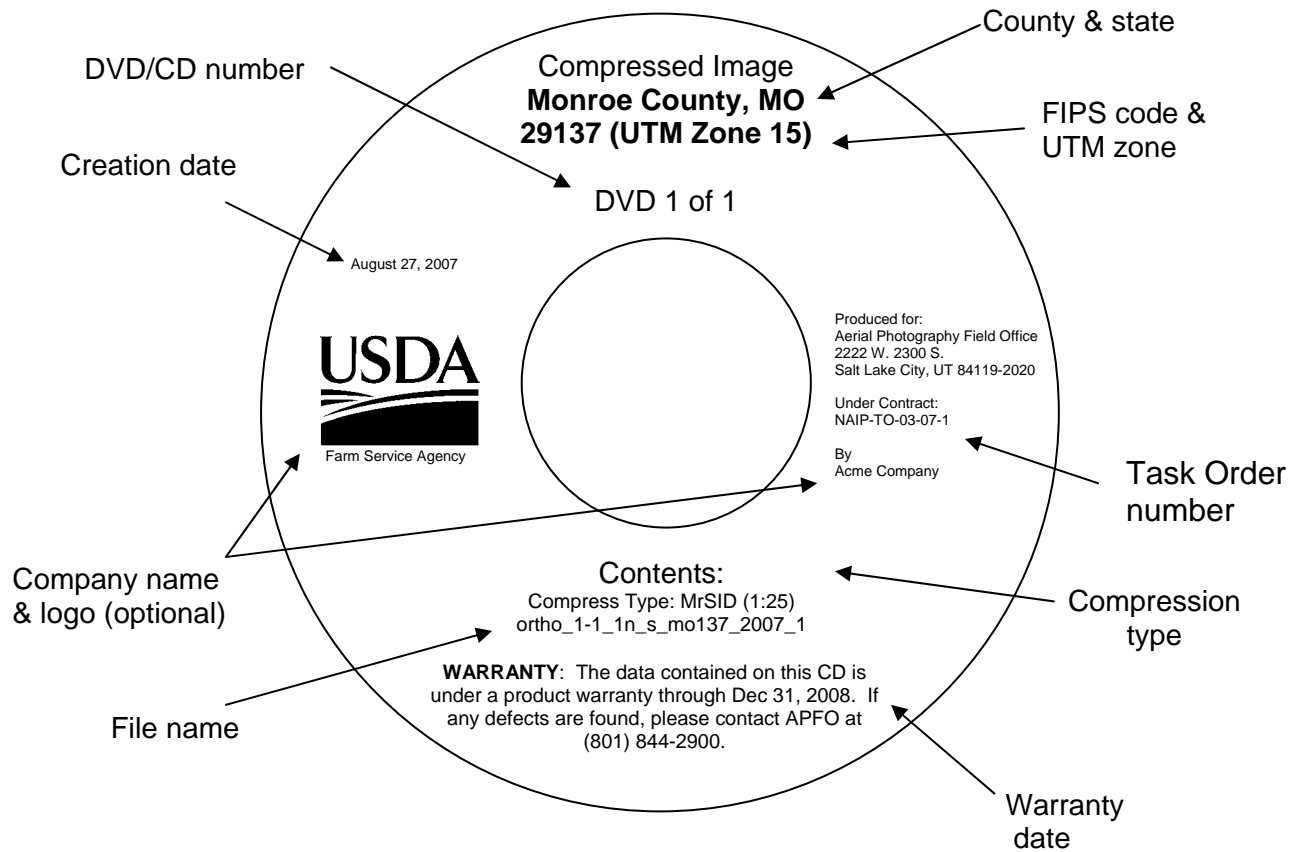 County & state
DVD/CD number
Compressed Image
Monroe County, MO
29137 (UTM Zone 15)
FIPS code &
UTM zone
Creation date
DVD 1 of 1
August 27, 2007
USDA
Farm Service Agency
Produced for:
Aerial Photography Field Office
2222 W. 2300 S.
Salt Lake City, UT 84119-2020
Under Contract:
NAIP-TO-03-07-1
By
Acme Company
Task Order
number
Company name
& logo (optional)
Contents:
Compress Type: MrSID (1:25)
ortho_1-1_1n_s_mo137_2007_1
Compression
type
WARRANTY: The data contained on this CD is
under a product warranty through Dec 31, 2008. If
any defects are found, please contact APFO at
(801) 844-2900.
File name
Warranty
date